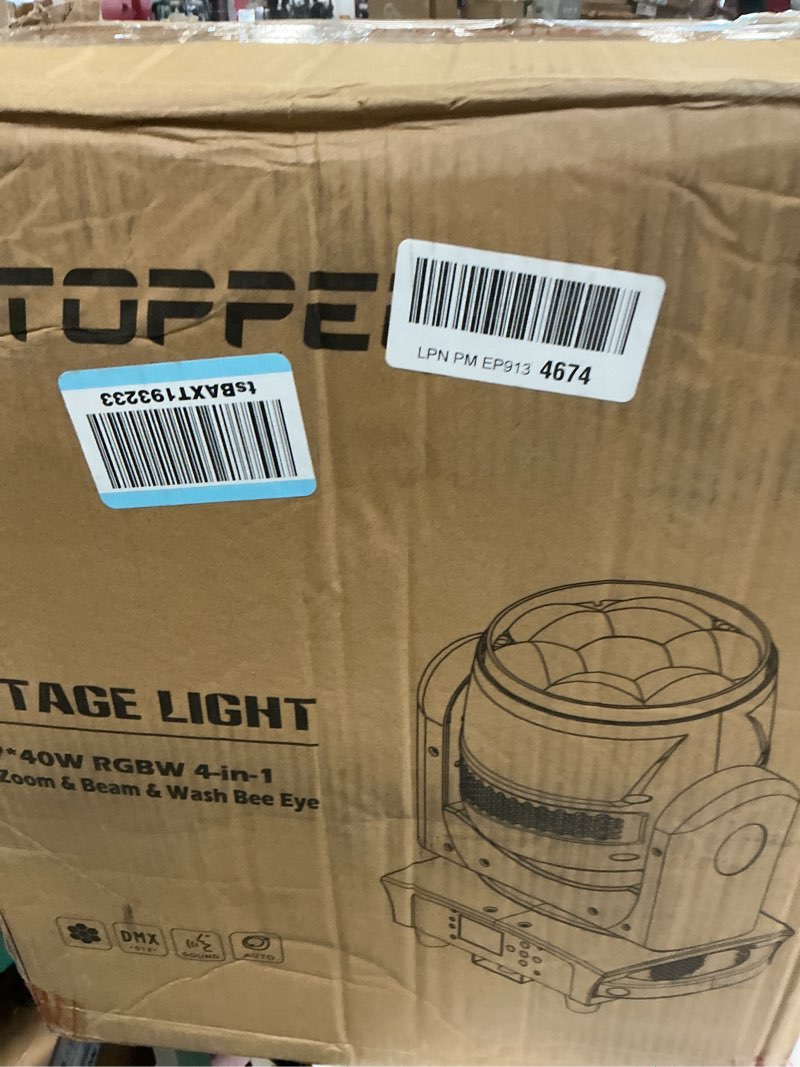 TOPPE
LPN PM EP913 4674
tsBAXT193233
TAGE LIGHT
*40W RGBW 4-in-1
Zoom & Beam & Wash Bee Eye
DMX
512
SOUND
AUTO